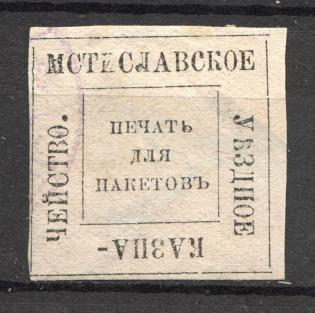 МСТИСЛАВСКОЕ
УѢЗДНОЕ
КАЗНА-
ЧЕЙСТВО.
ПЕЧАТЬ
ДЛЯ
ПАКЕТОВЪ